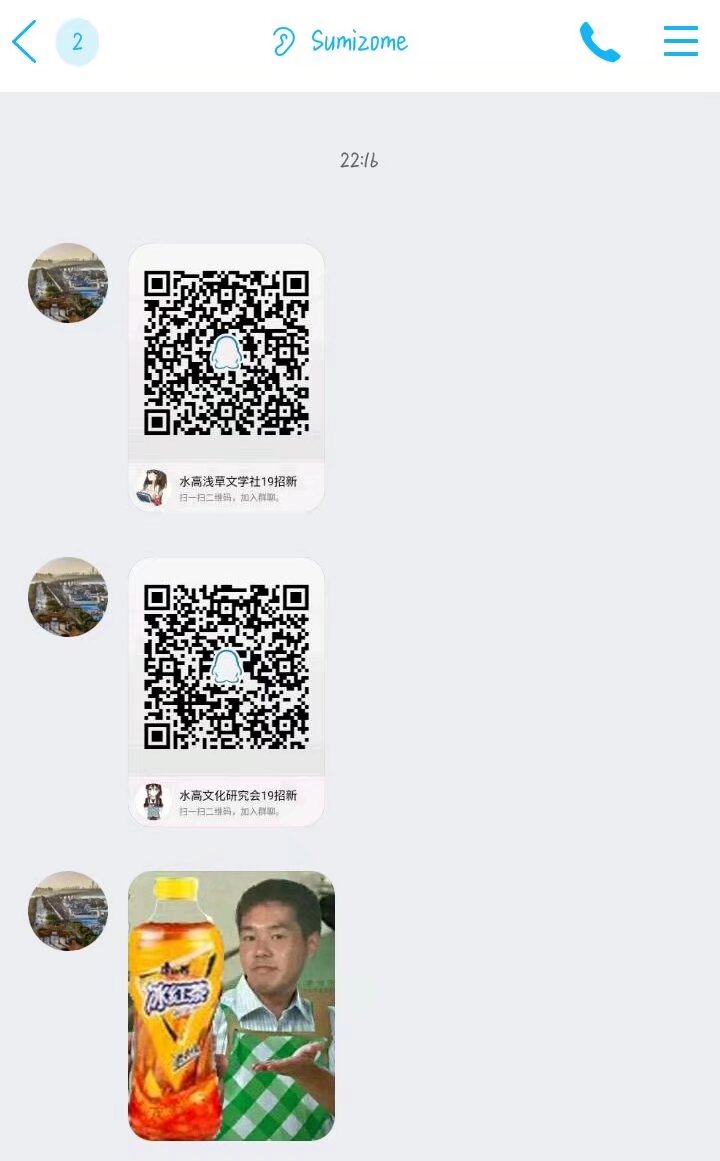 2
Sumizome
22:16
水高浅草文学社19招新
扫一扫二维码，加入群聊。
水高文化研究会19招新
扫一扫二维码，加入群聊。
康师傅
冰红茶